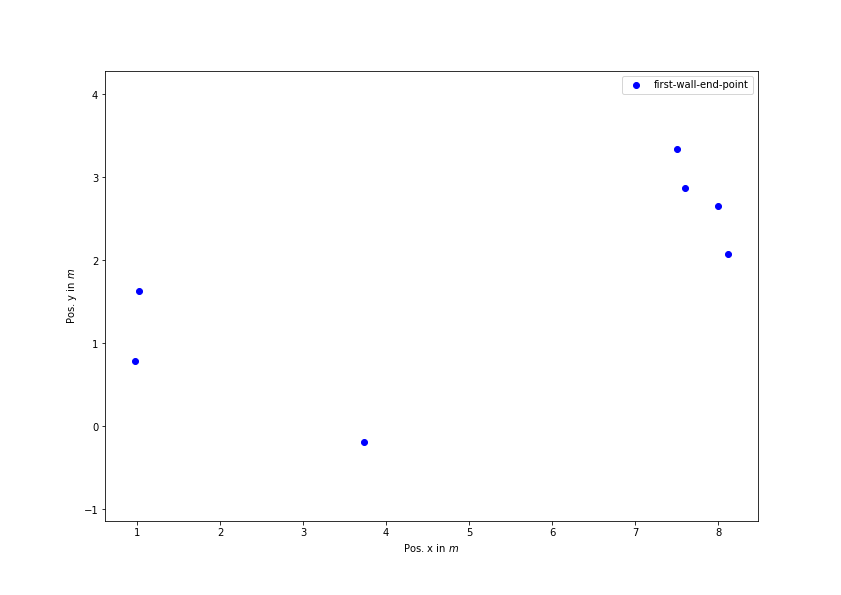 first-wall-end-point
4
3
2
1
0
−1
Pos. y in m
1 2 3 4 5 6 7 8
Pos. x in m